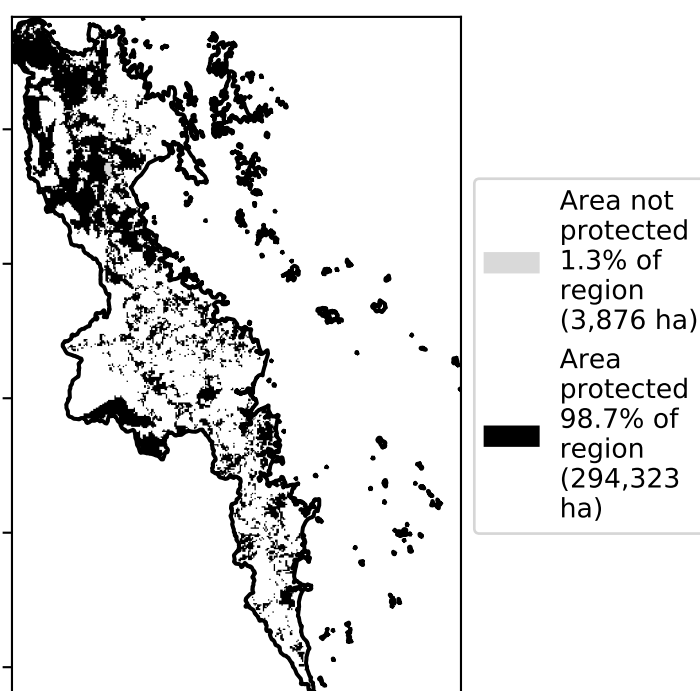 Area not
protected
1.3% of
region
(3,876 ha)
Area
protected
98.7% of
region
(294,323
ha)